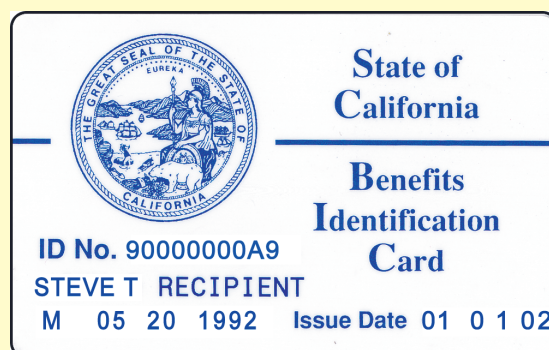 THE GREAT SEAL OF THE STATE OF CALIFORNIA
EUREKA
State of
California
Benefits
Identification
Card
ID No. 90000000A9
STEVE T RECIPIENT
M 05 20 1992 Issue Date 01 0 1 02